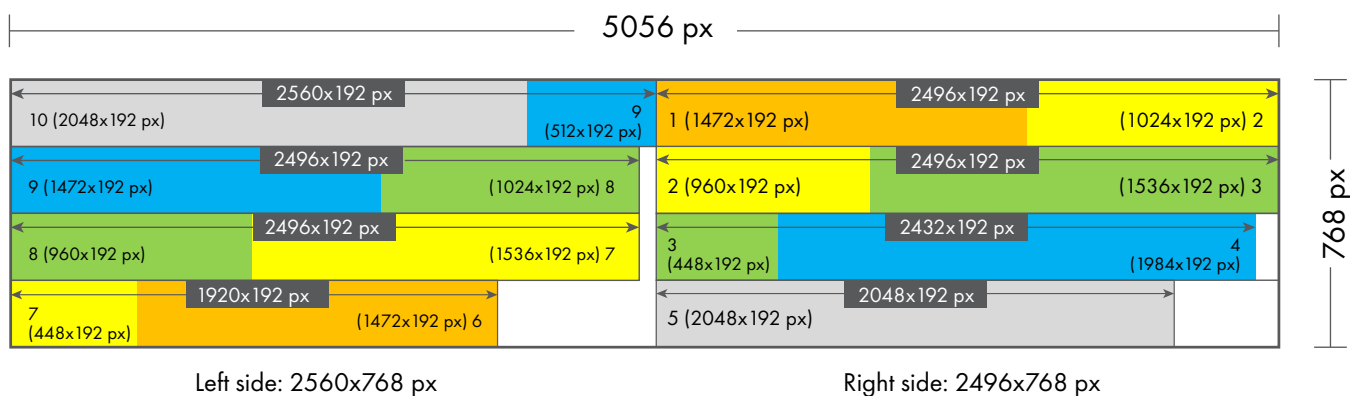 5056 px
2560x192 px
2496x192 px
10 (2048x192 px)
9
(512x192 px)
1 (1472x192 px)
(1024x192 px) 2
2496x192 px
2496x192 px
9 (1472x192 px)
(1024x192 px) 8
2 (960x192 px)
(1536x192 px) 3
2496x192 px
2432x192 px
8 (960x192 px)
(1536x192 px) 7
3
(448x192 px)
4
(1984x192 px)
1920x192 px
2048x192 px
7
(448x192 px)
(1472x192 px) 6
5 (2048x192 px)
768 px
Left side: 2560x768 px
Right side: 2496x768 px